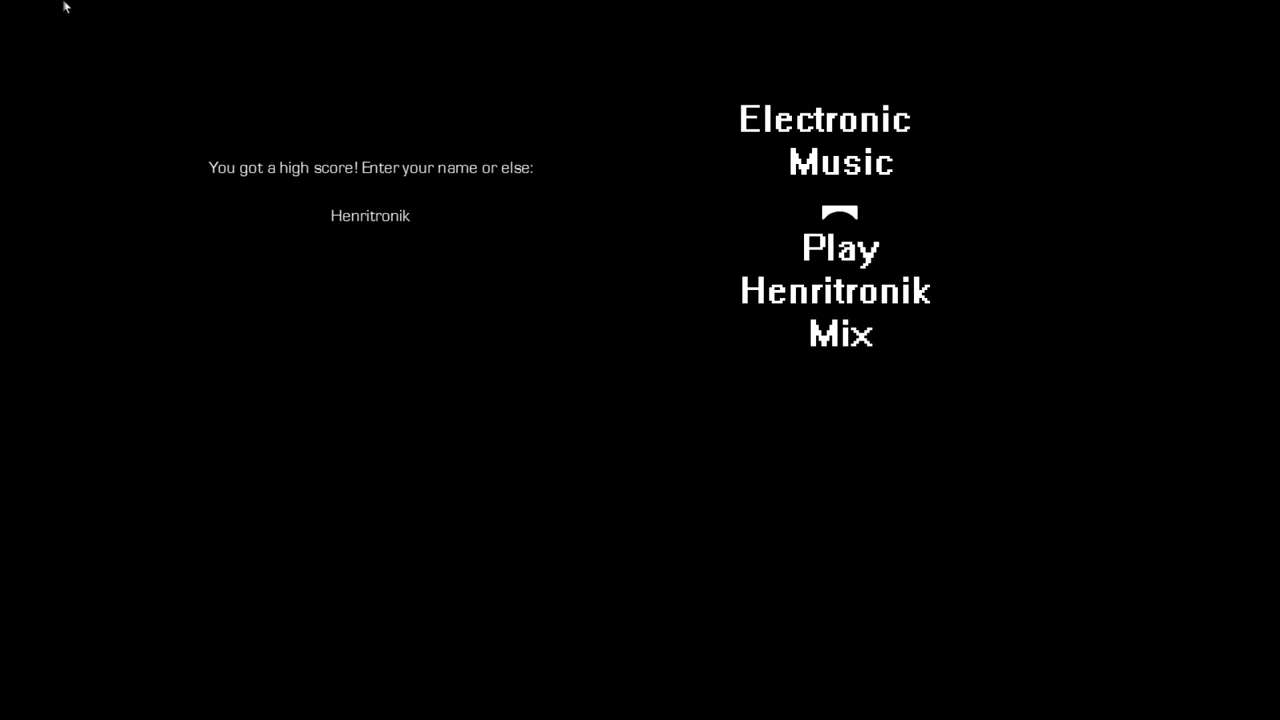 You got a high score! Enter your name or else:
Henritronik
Electronic
Music
Play
Henritronik
Mix